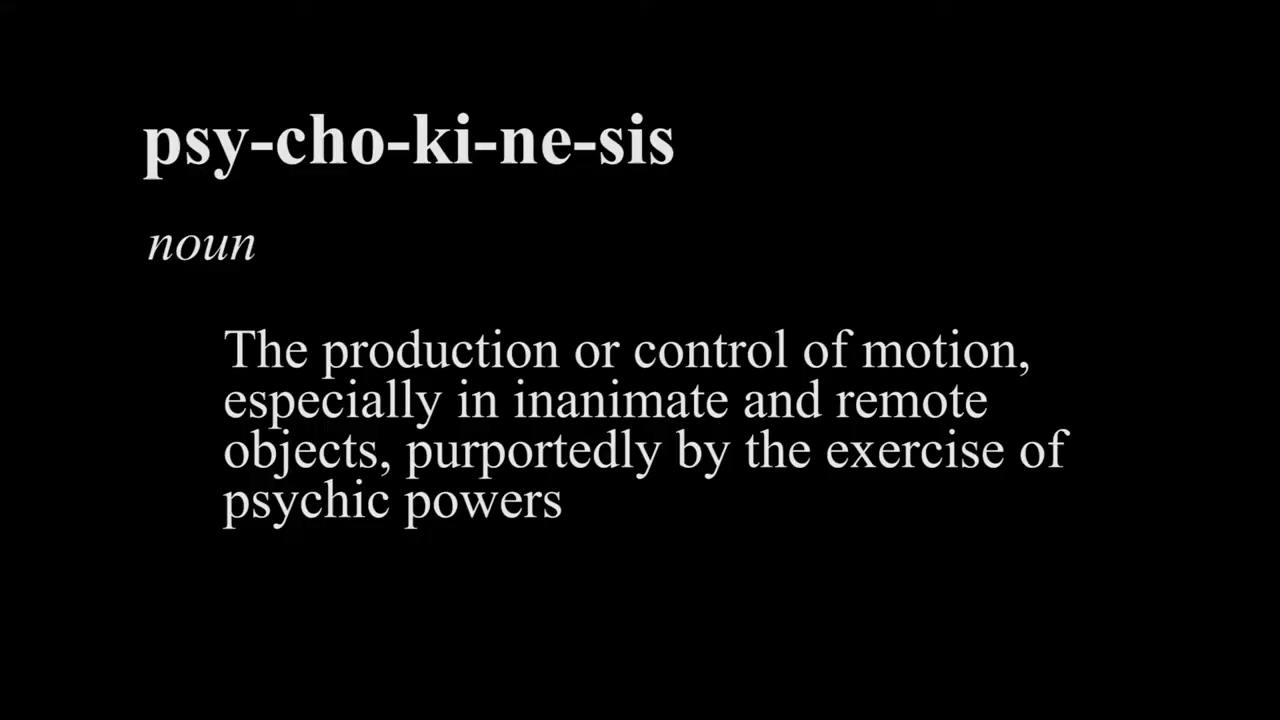 psy-cho-ki-ne-sis
noun
The production or control of motion,
especially in inanimate and remote
objects, purportedly by the exercise of
psychic powers